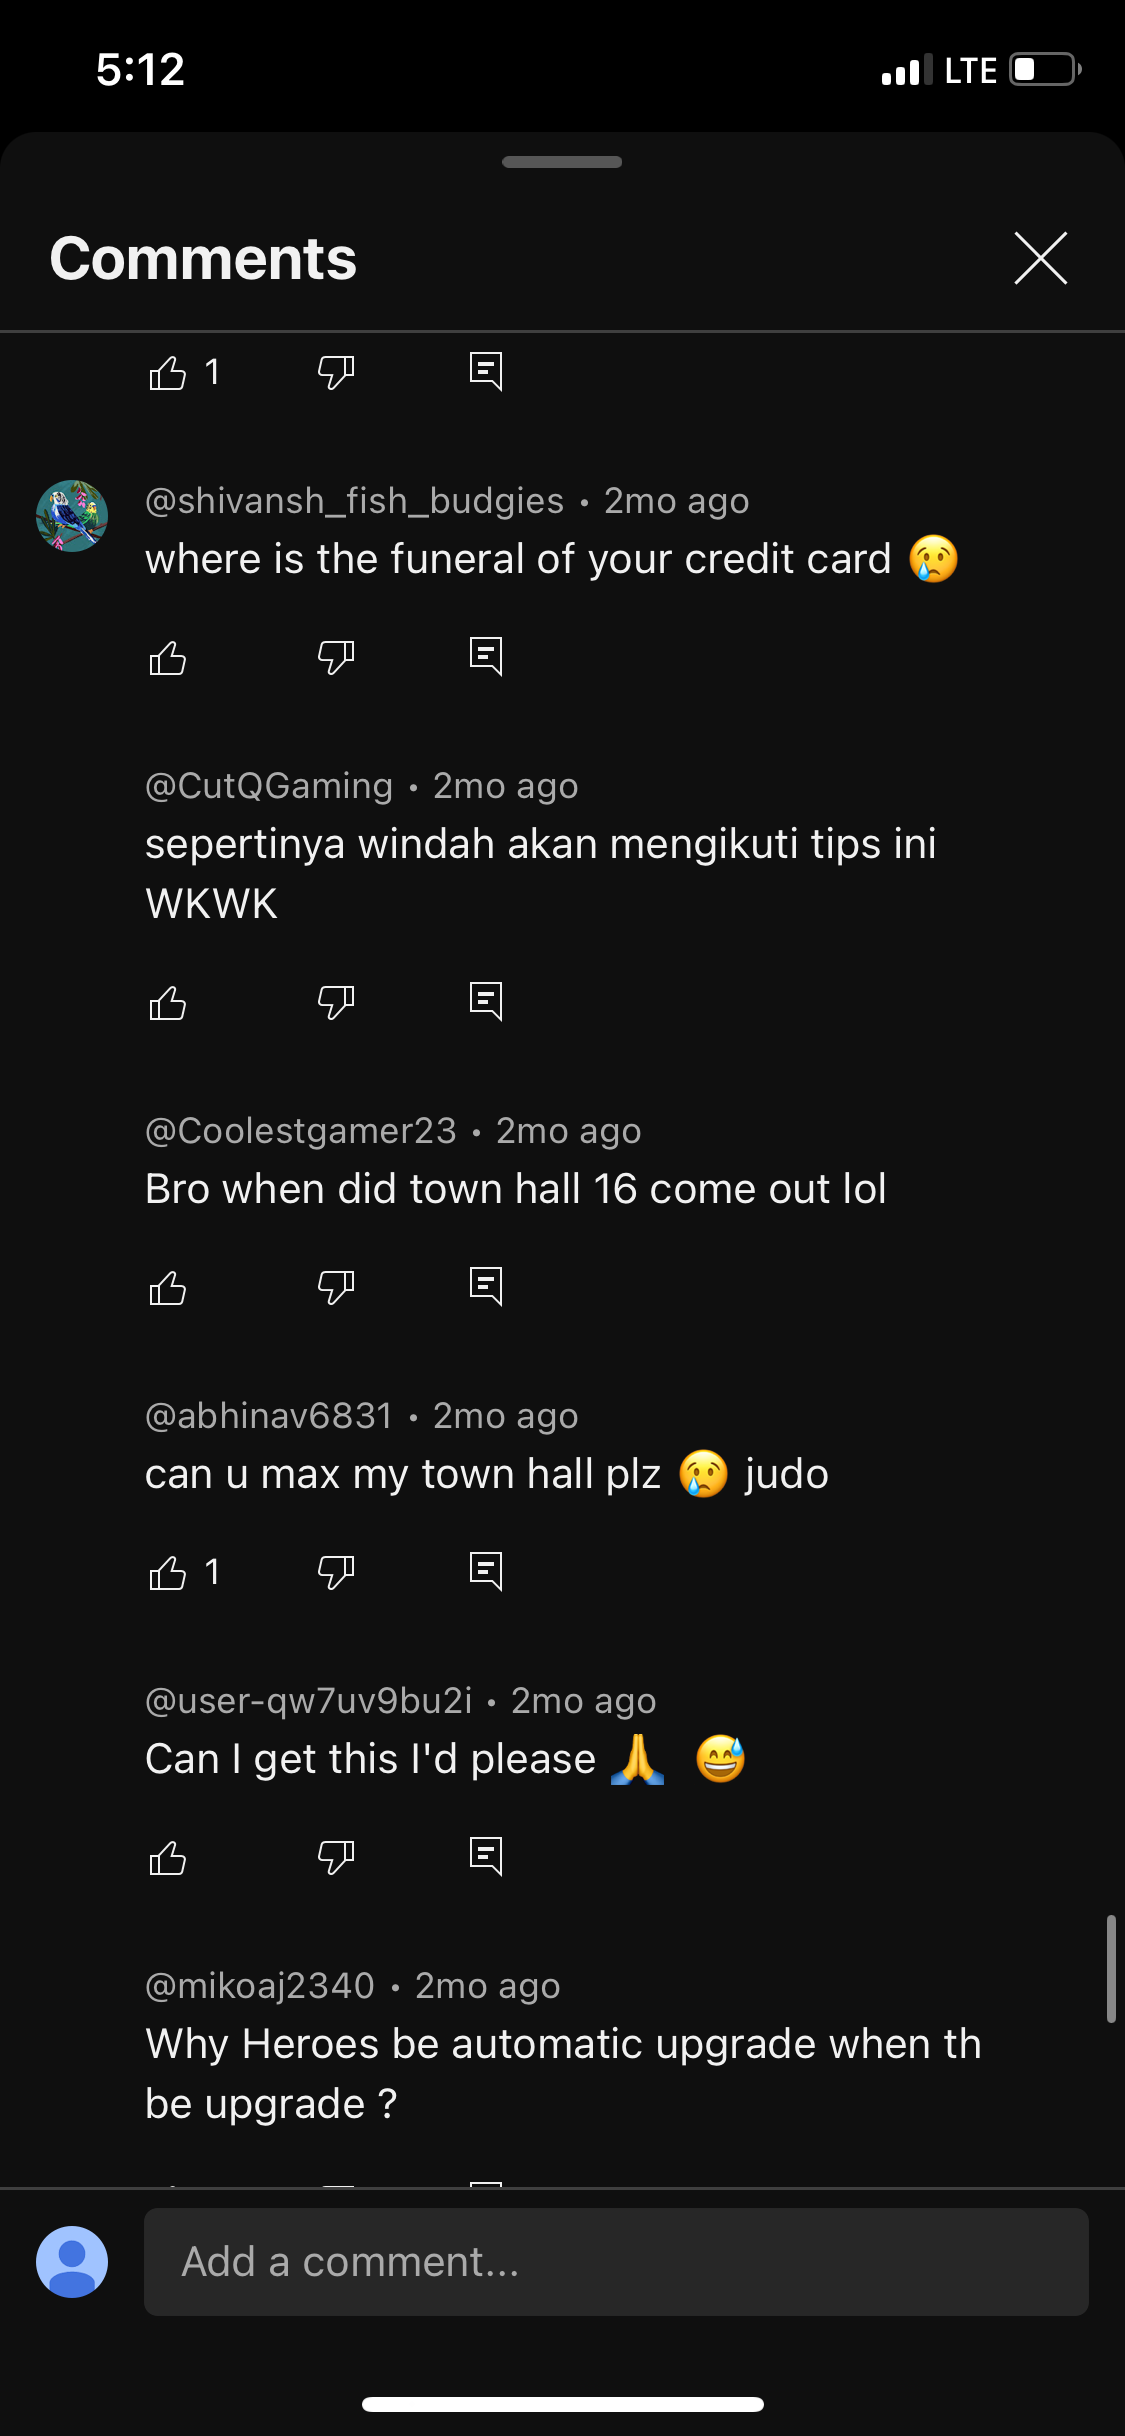 5:12
LTE
Comments
1
@shivansh_fish_budgies • 2mo ago
where is the funeral of your credit card 😢
@CutQGaming • 2mo ago
sepertinya windah akan mengikuti tips ini
WKWK
@Coolestgamer23 • 2mo ago
Bro when did town hall 16 come out lol
@abhinav6831 • 2mo ago
can u max my town hall plz 😢 judo
1
@user-qw7uv9bu2i • 2mo ago
Can I get this I'd please 🙏 😅
@mikoaj2340 • 2mo ago
Why Heroes be automatic upgrade when th
be upgrade ?
Add a comment...